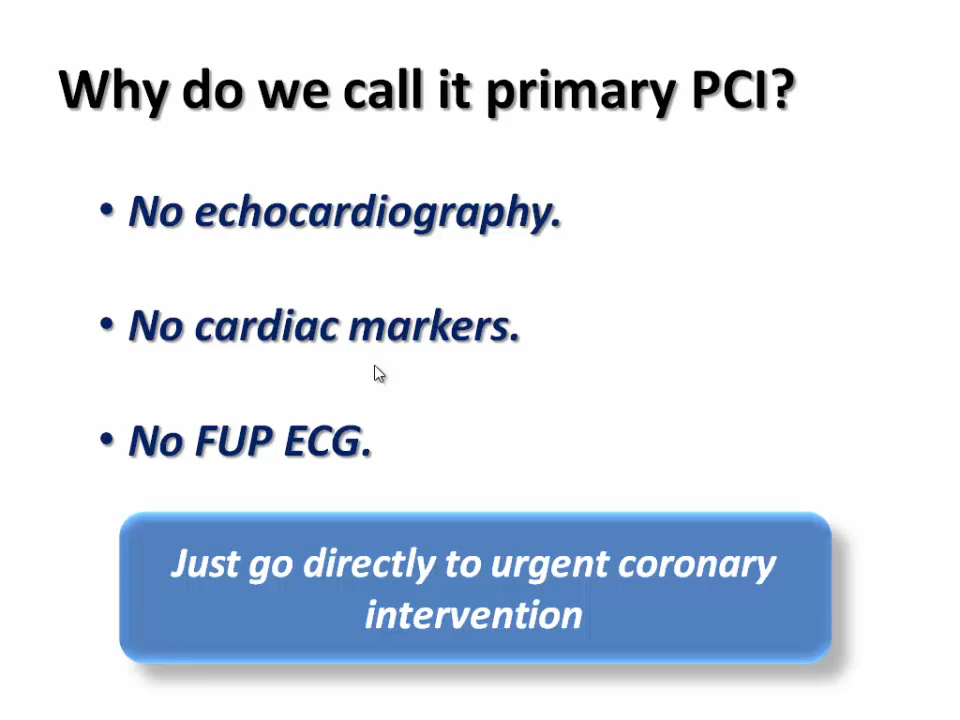 Why do we call it primary PCI?
• No echocardiography.
• No cardiac markers.
• No FUP ECG.
Just go directly to urgent coronary
intervention